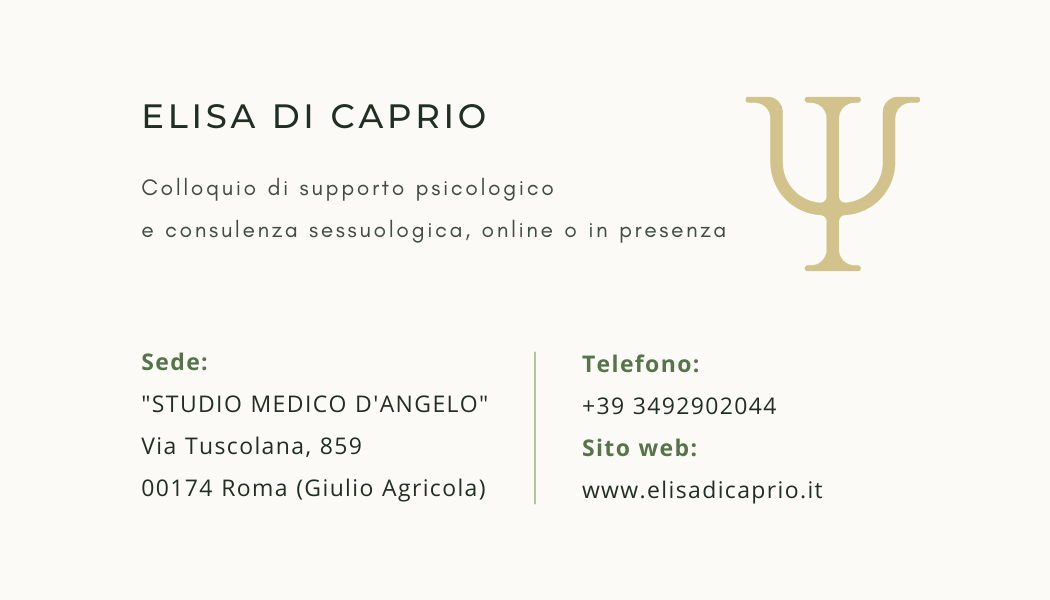 ELISA DI CAPRIO
Colloquio di supporto psicologico
e consulenza sessuologica, online o in presenza
Sede:
"STUDIO MEDICO D'ANGELO"
Via Tuscolana, 859
00174 Roma (Giulio Agricola)
Telefono:
+39 3492902044
Sito web:
www.elisadicaprio.it